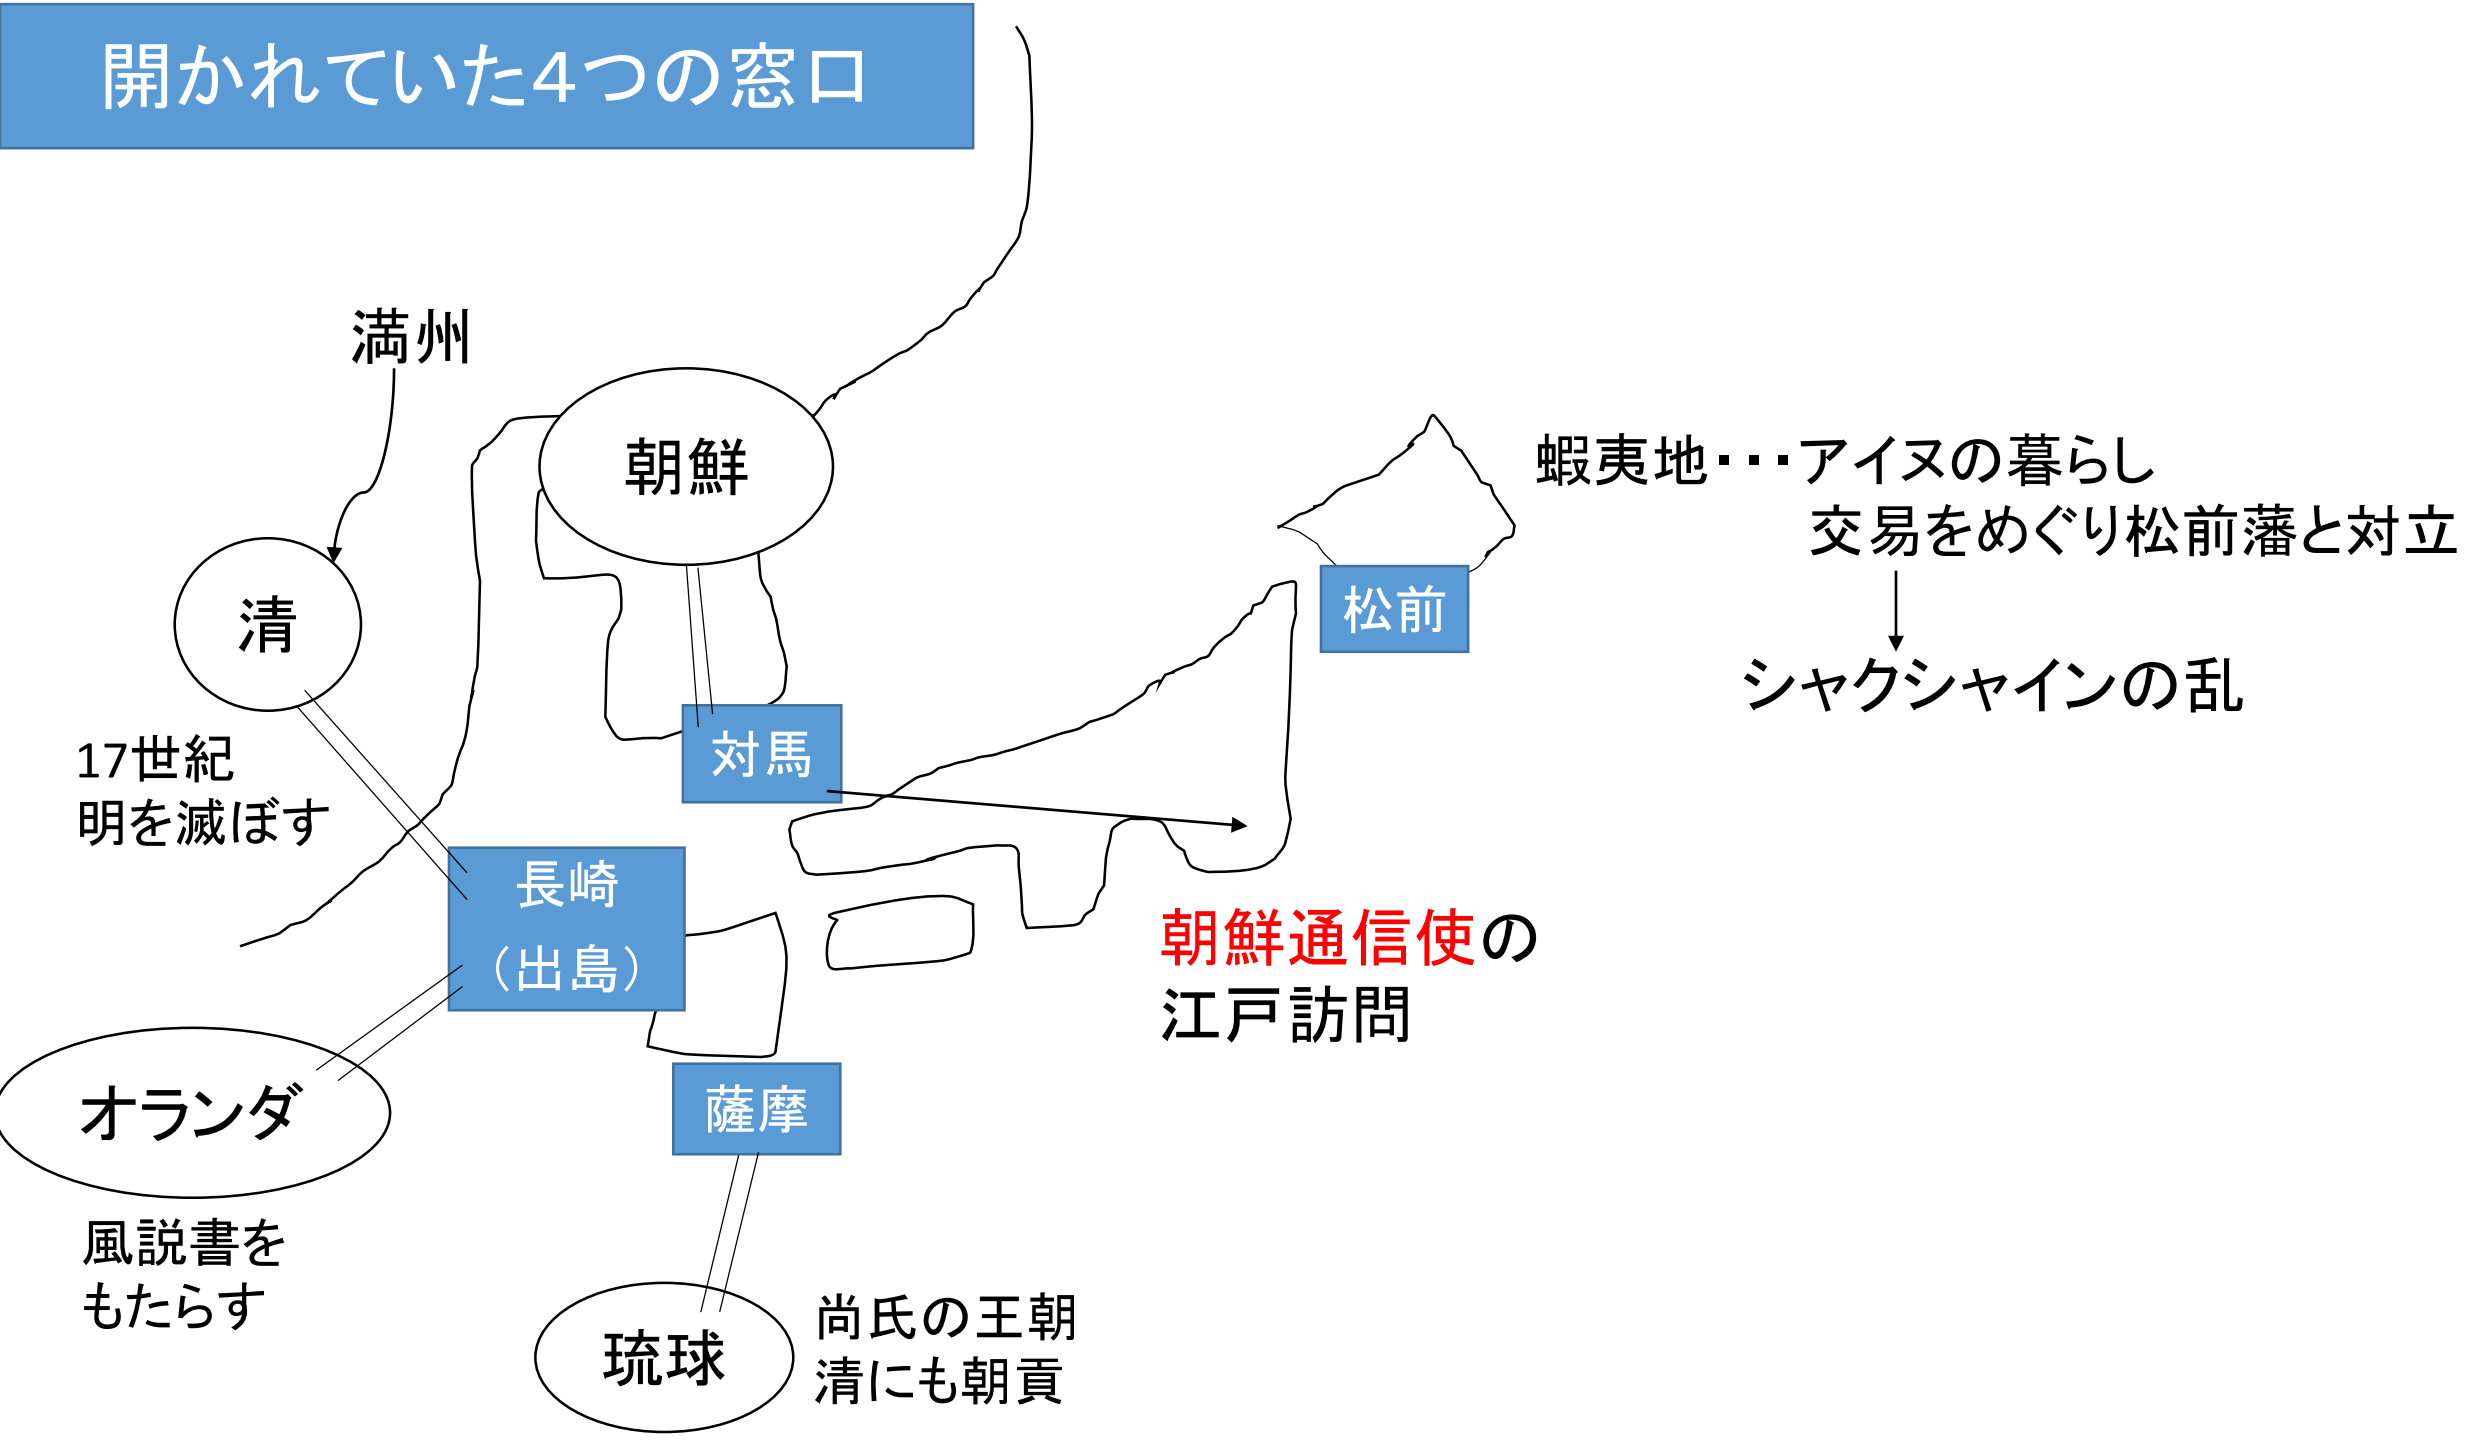 開かれていた4つの窓口
満州
朝鮮
清
17世紀
明を滅ぼす
対馬
長崎
（出島）
オランダ
風説書を
もたらす
薩摩
琉球
尚氏の王朝
清にも朝貢
朝鮮通信使の
江戸訪問
松前
蝦夷地・・・アイヌの暮らし
交易をめぐり松前藩と対立
シャクシャインの乱